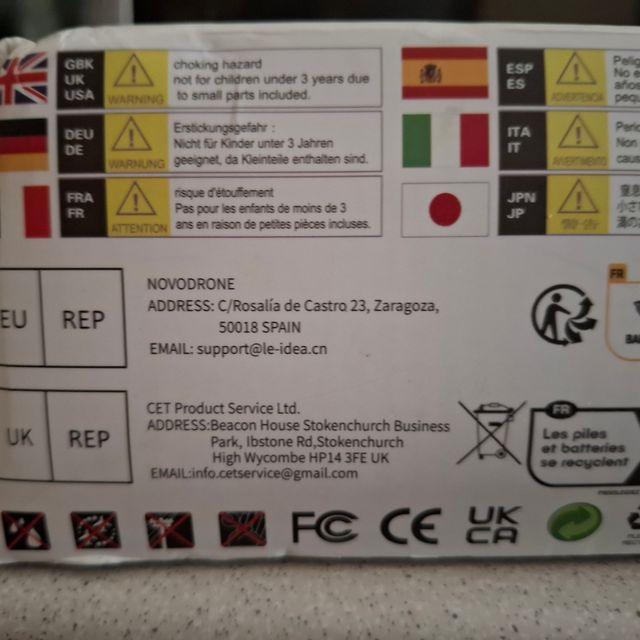 GBK
UK
USA
WARNING
choking hazard
not for children under 3 years due
to small parts included.
ESP
ES
ADVERTENCIA
No
DEU
DE
WARNUNG
Erstickungsgefahr :
Nicht für Kinder unter 3 Jahren
geeignet, da Kleinteile enthalten sind.
ITA
IT
AVVERTIMENTO
Non
FRA
FR
ATTENTION
risque d'étouffement
Pas pour les enfants de moins de 3
ans en raison de petites pièces incluses.
JPN
JP
小さ
EU REP
NOVODRONE
ADDRESS: C/Rosalía de Castro 23, Zaragoza,
50018 SPAIN
EMAIL: support@le-idea.cn
FR
UK REP
CET Product Service Ltd.
ADDRESS:Beacon House Stokenchurch Business
Park, Ibstone Rd,Stokenchurch
High Wycombe HP14 3FE UK
EMAIL:info.cetservice@gmail.com
FR
Les piles
et batteries
se recyclent
FC CE UK
CA